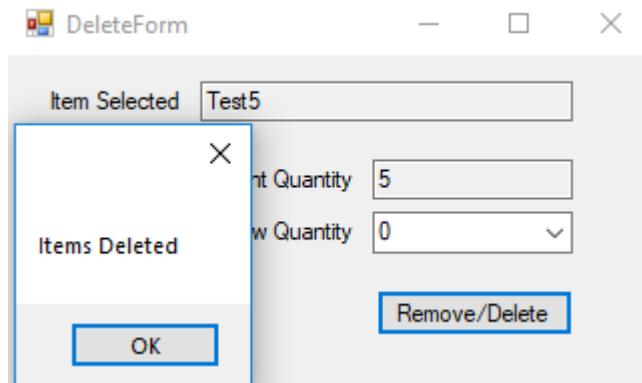 DeleteForm
Item Selected Test5
nt Quantity 5
w Quantity 0
Items Deleted
Remove/Delete
OK